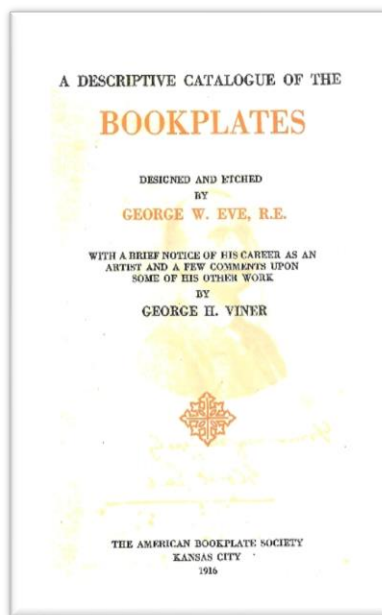 A DESCRIPTIVE CATALOGUE OF THE
BOOKPLATES
DESIGNED AND ETCHED
BY
GEORGE W. EVE, R.E.
WITH A BRIEF NOTICE OF HIS CAREER AS AN
ARTIST AND A FEW COMMENTS UPON
SOME OF HIS OTHER WORK
BY
GEORGE H. VINER
THE AMERICAN BOOKPLATE SOCIETY
KANSAS CITY
1916